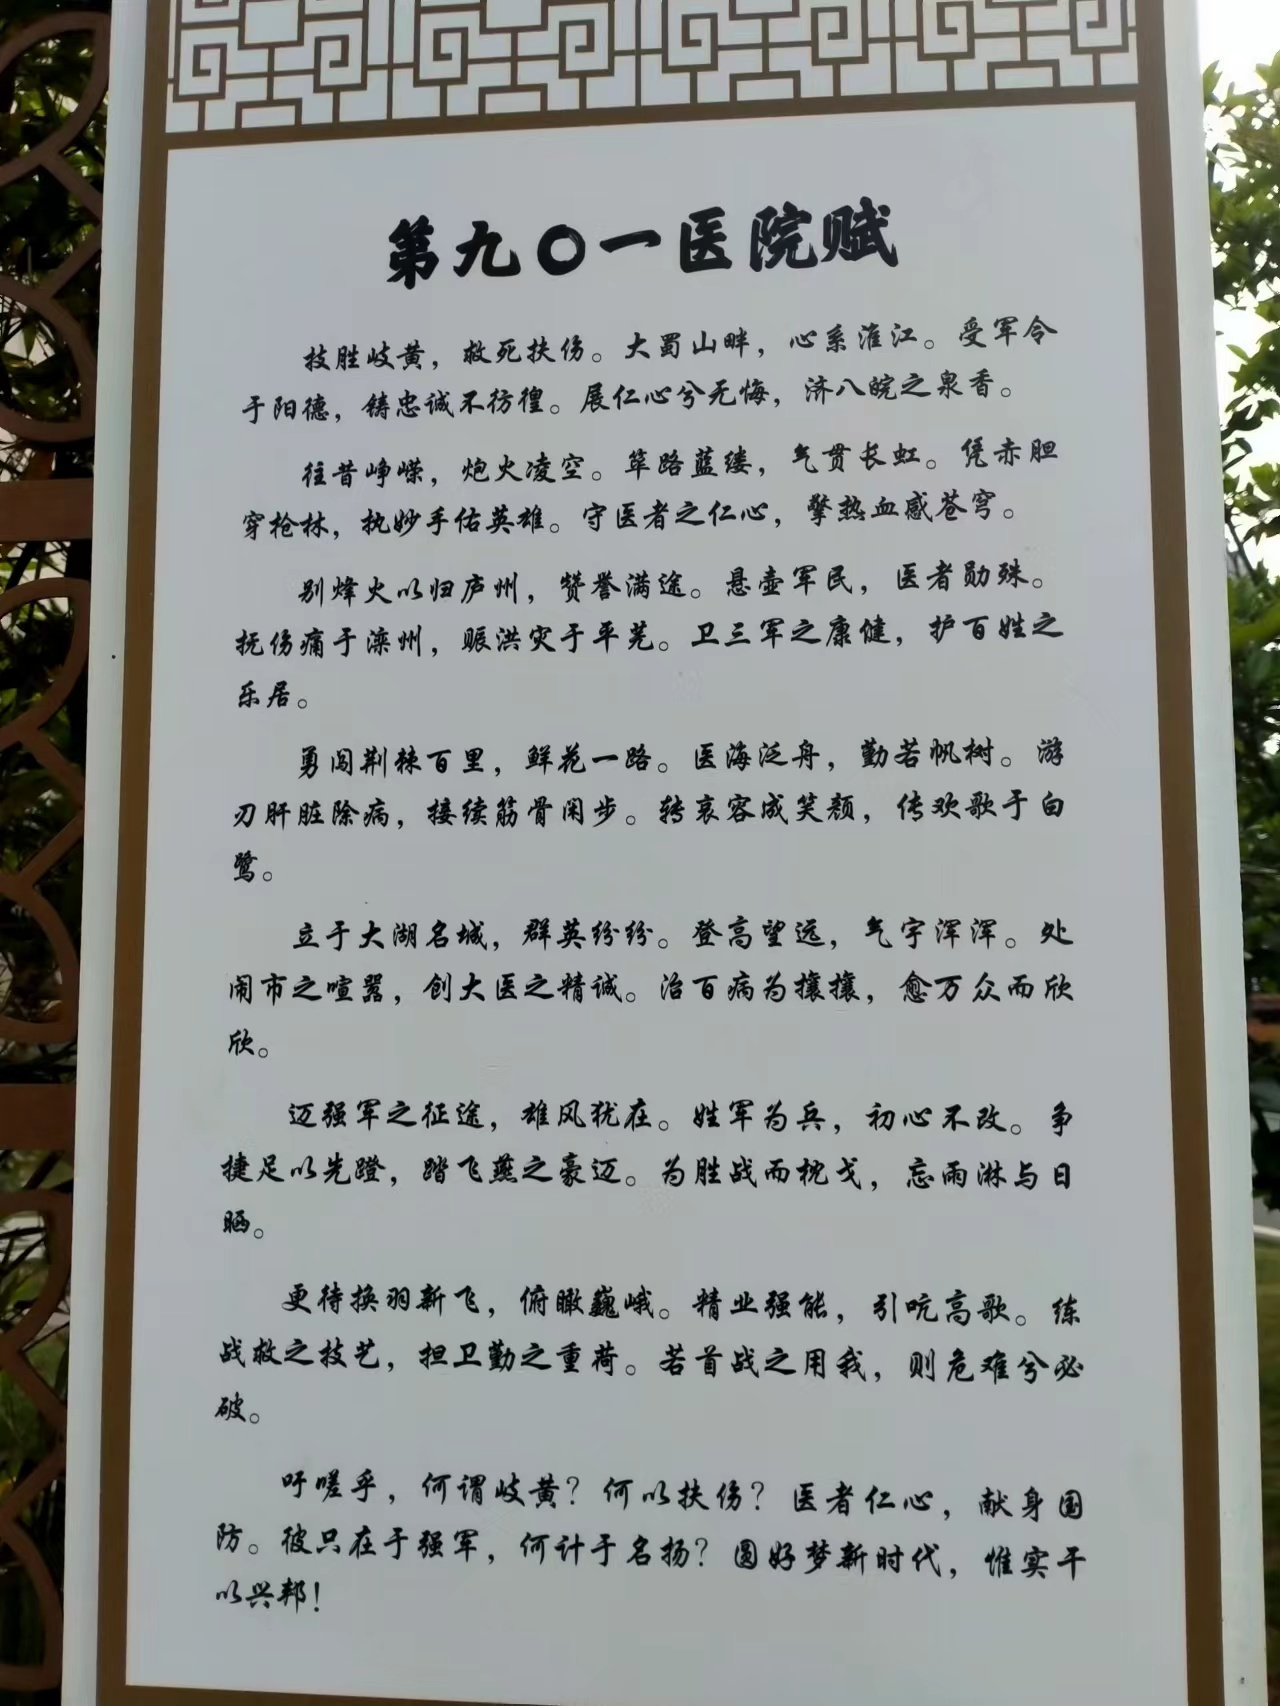 第九〇一医院赋
技胜岐黄，救死扶伤。大蜀山畔，心系淮江。受军令
于阳德，铸忠诚不彷徨。展仁心兮无悔，济八皖之泉香。
往昔峥嵘，炮火凌空。筚路蓝缕，气贯长虹。凭赤胆
穿枪林，执妙手佑英雄。守医者之仁心，擎热血感苍穹。
别烽火以归庐州，赞誉满途。悬壶军民，医者勋殊。
抚伤痛于滦州，赈洪灾于平芜。卫三军之康健，护百姓之
乐居。
勇闯荆棘百里，鲜花一路。医海泛舟，勤若帆树。游
刃肝脏除病，接续筋骨闲步。转哀容成笑颜，传欢歌于白
鹭。
立于大湖名城，群英纷纷。登高望远，气宇浑浑。处
闹市之喧嚣，创大医之精诚。治百病为攘攘，愈万众而欣
欣。
迈强军之征途，雄风犹在。姓军为兵，初心不改。争
捷足以先蹬，踏飞燕之豪迈。为胜战而枕戈，忘雨淋与日
晒。
更待换羽新飞，俯瞰巍峨。精业强能，引吭高歌。练
战救之技艺，担卫勤之重荷。若首战之用我，则危难兮必
破。
吁嗟乎，何谓岐黄？何以扶伤？医者仁心，献身国
防。彼只在于强军，何计于名扬？圆好梦新时代，惟实干
以兴邦！